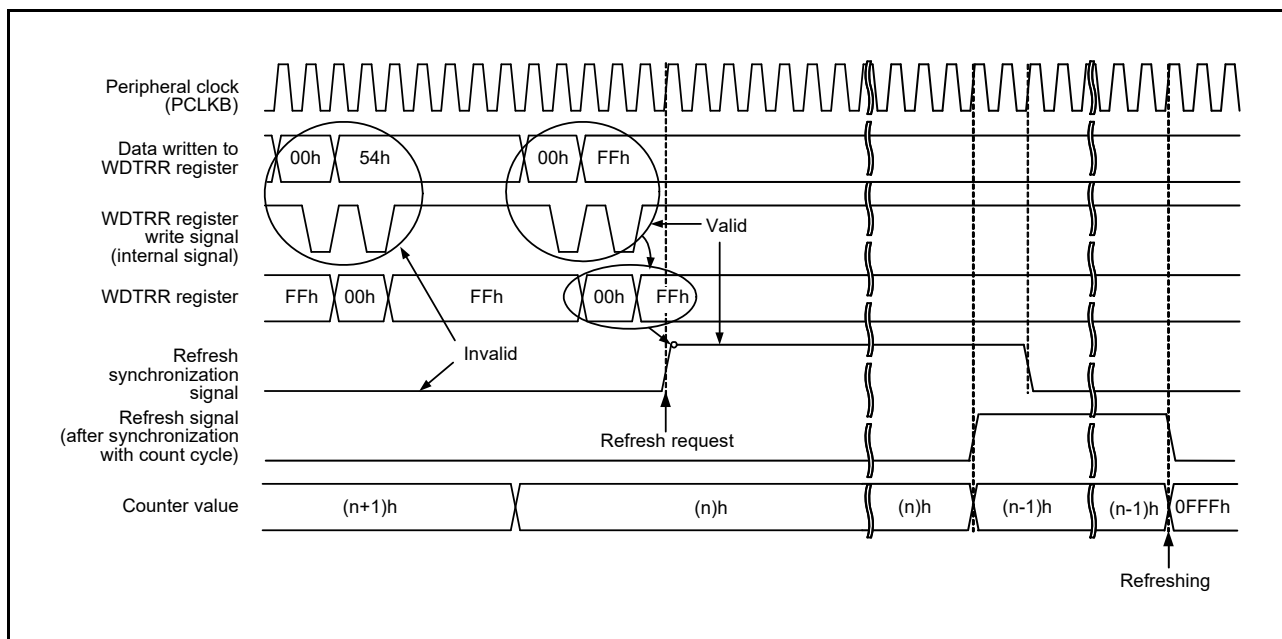 Peripheral clock
(PCLKB)
Data written to
WDTRR register
00h
54h
00h
FFh
WDTRR register
write signal
(internal signal)
Valid
WDTRR register
FFh
00h
FFh
00h
FFh
Invalid
Refresh
synchronization
signal
Refresh request
Refresh signal
(after synchronization
with count cycle)
Counter value
(n+1)h
(n)h
(n)h
(n-1)h
(n-1)h
0FFFh
Refreshing